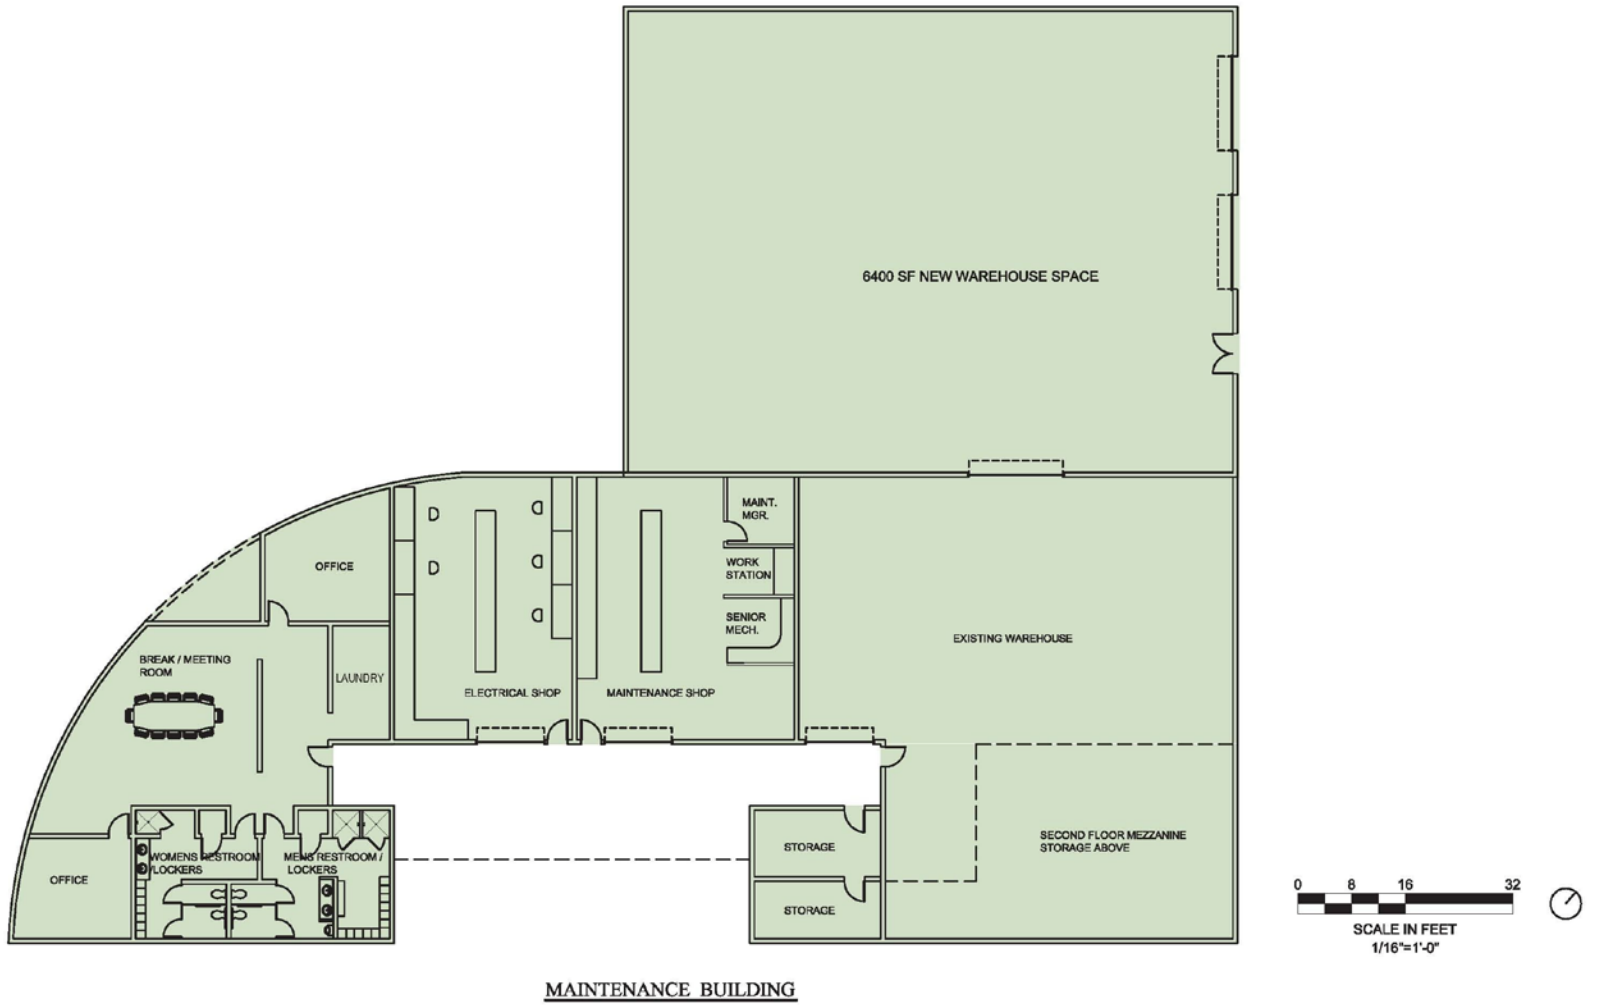 6400 SF NEW WAREHOUSE SPACE
MAINT.
MGR.
OFFICE
WORK
STATION
SENIOR
MECH.
EXISTING WAREHOUSE
BREAK / MEETING
ROOM
LAUNDRY
ELECTRICAL SHOP
MAINTENANCE SHOP
SECOND FLOOR MEZZANINE
STORAGE ABOVE
STORAGE
WOMENS RESTROOM
/LOCKERS
MENS RESTROOM /
LOCKERS
OFFICE
STORAGE
0 8 16 32
SCALE IN FEET
1/16"=1'-0"
MAINTENANCE BUILDING